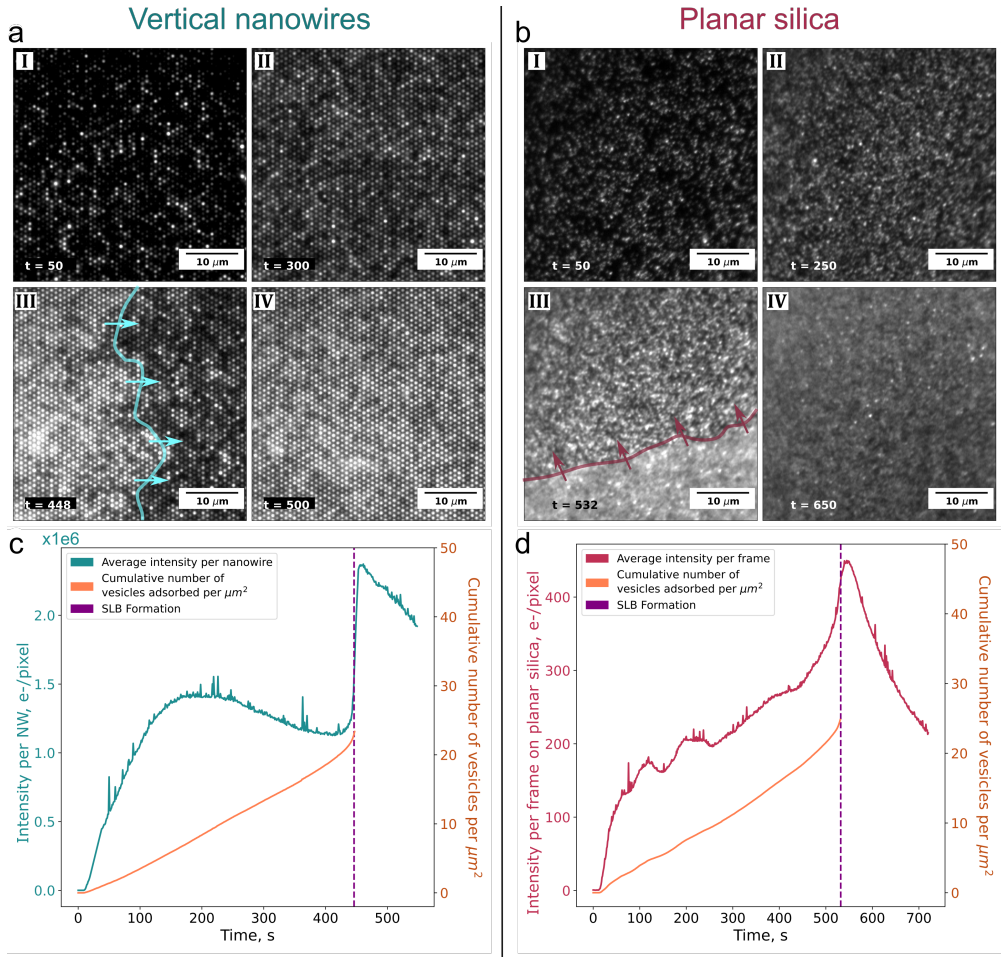 Vertical nanowires
Planar silica
a
I
t = 50
10 μm
II
t = 300
10 μm
III
t = 448
10 μm
IV
t = 500
10 μm
b
I
t = 50
10 μm
II
t = 250
10 μm
III
t = 532
10 μm
IV
t = 650
10 μm
c
x1e6
Average intensity per nanowire
Cumulative number of
vesicles adsorbed per μm²
SLB Formation
Intensity per NW, e-/pixel
2.0
1.5
1.0
0.5
0.0
0
100
200
300
400
500
Time, s
50
40
30
20
10
0
Cumulative number of vesicles per μm²
d
Average intensity per frame
Cumulative number of
vesicles adsorbed per μm²
SLB Formation
Intensity per frame on planar silica, e-/pixel
400
300
200
100
0
0
100
200
300
400
500
600
700
Time, s
50
40
30
20
10
0
Cumulative number of vesicles per μm²